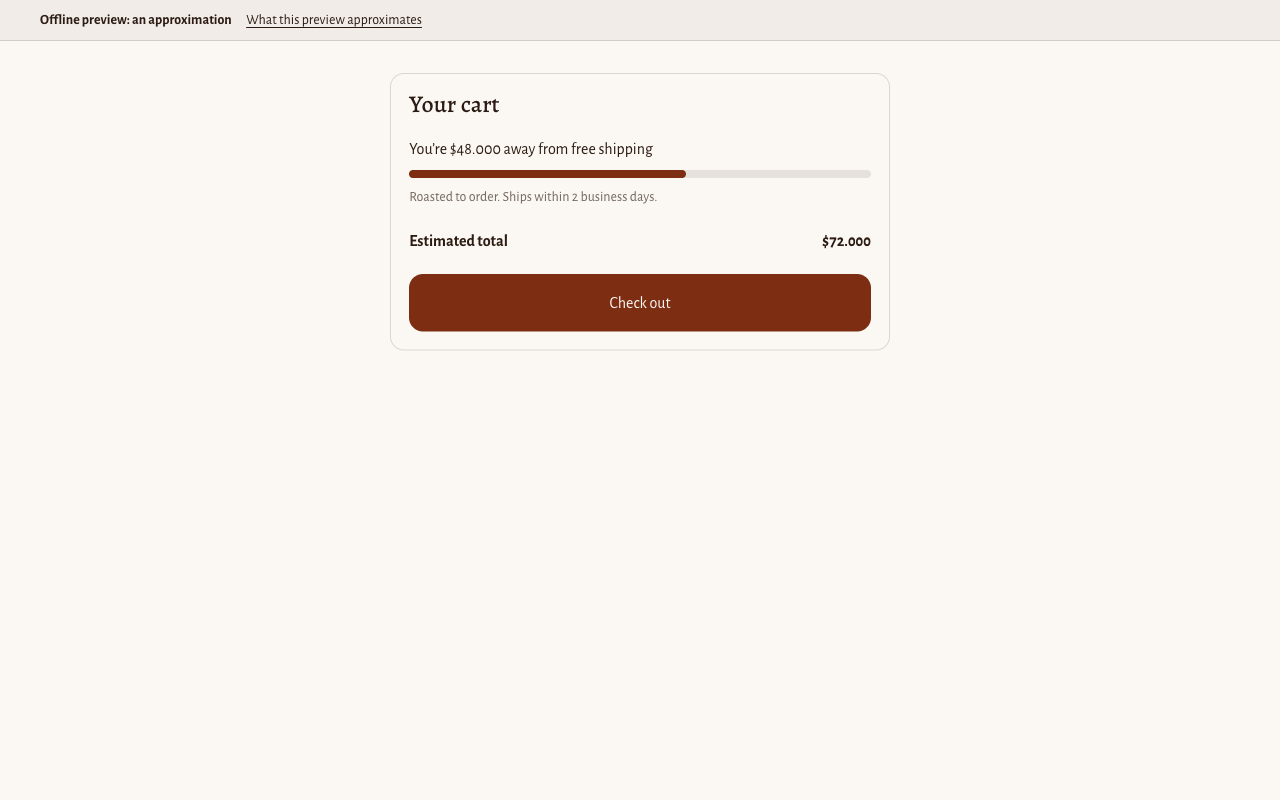 Offline preview: an approximation What this preview approximates
Your cart
You're $48.000 away from free shipping
Roasted to order. Ships within 2 business days.
Estimated total $72.000
Check out